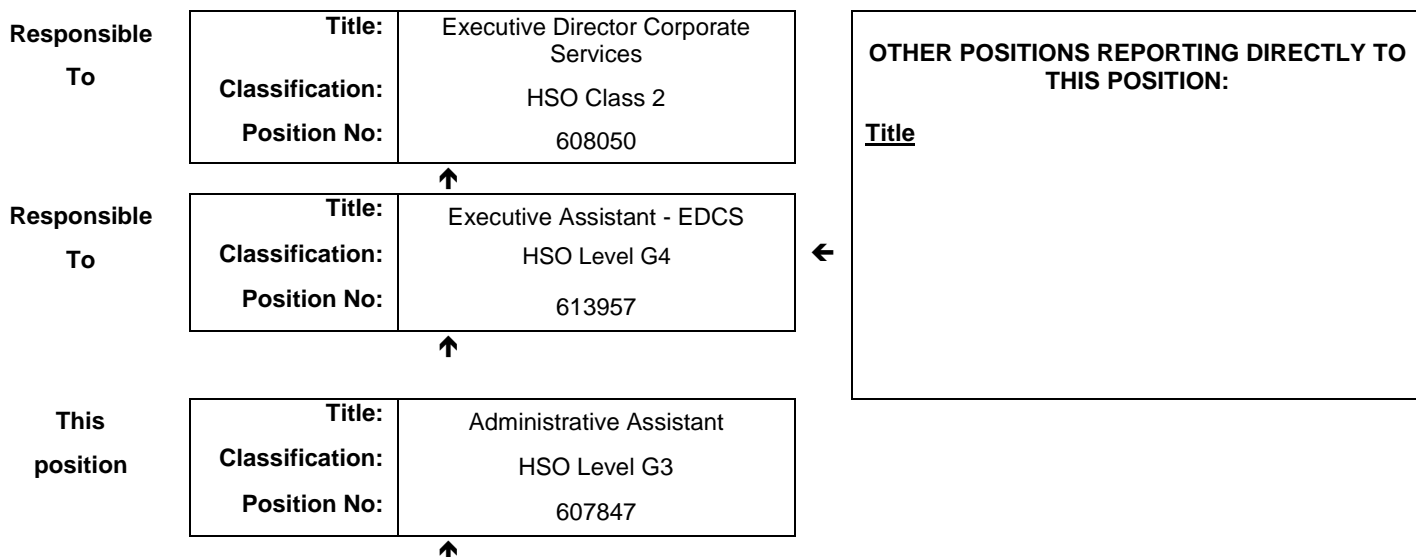 Responsible
To
Title:
Executive Director Corporate
Services
Classification:
HSO Class 2
Position No:
608050
🡹
Responsible
To
Title:
Executive Assistant - EDCS
Classification:
HSO Level G4
Position No:
613957
🡹
This
position
Title:
Administrative Assistant
Classification:
HSO Level G3
Position No:
607847
🡹
OTHER POSITIONS REPORTING DIRECTLY TO
THIS POSITION:
Title
🡸